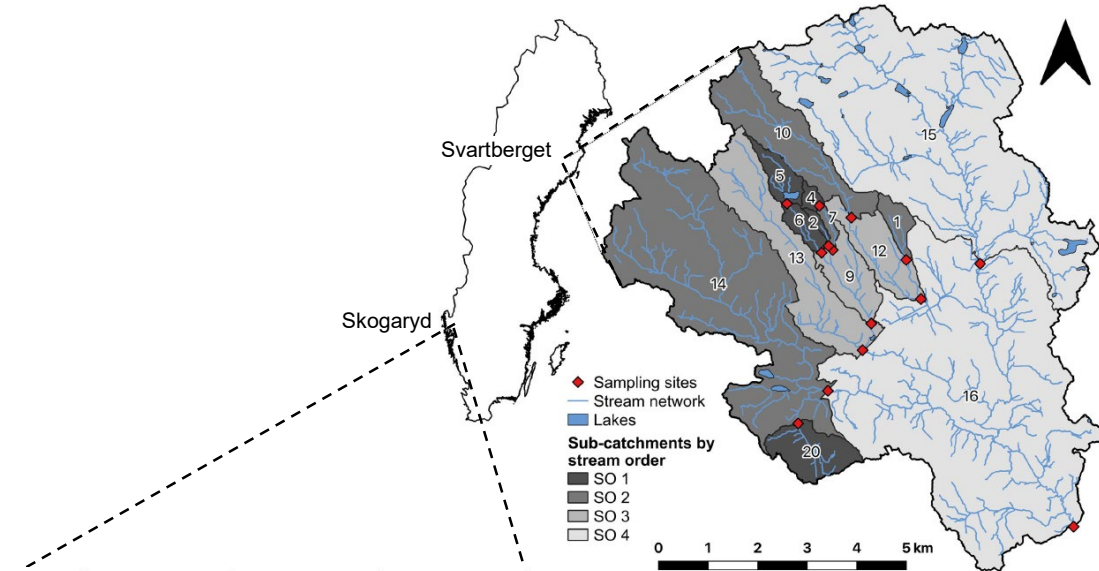 Svartberget
Skogaryd
15
10
5
4
6
2
7
1
12
13
9
14
16
20
Sampling sites
Stream network
Lakes
Sub-catchments by
stream order
SO 1
SO 2
SO 3
SO 4
0 1 2 3 4 5 km